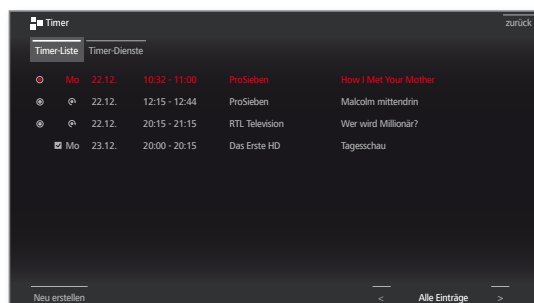 Timer
zurück
Timer-Liste Timer-Dienste
Mo 22.12. 10:32 - 11:00 ProSieben How I Met Your Mother
22.12. 12:15 - 12:44 ProSieben Malcolm mittendrin
22.12. 20:15 - 21:15 RTL Television Wer wird Millionär?
Mo 23.12. 20:00 - 20:15 Das Erste HD Tagesschau
Neu erstellen < Alle Einträge >